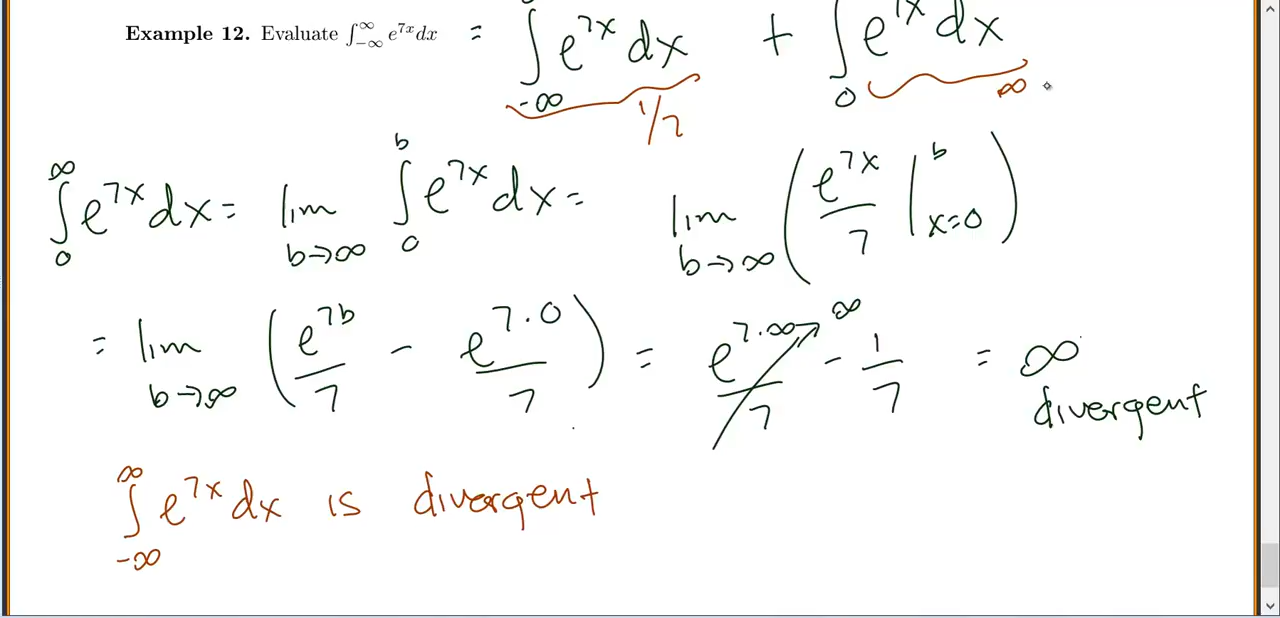 Example 12. Evaluate ∫_{-∞}^{∞} e^{7x} dx = ∫_{-∞} e^{7x} dx + ∫_{0} e^{7x} dx
1/7 ∞
∫_{0}^{∞} e^{7x} dx = lim_{b→∞} ∫_{0}^{b} e^{7x} dx = lim_{b→∞} ( e^{7x}/7 |_{x=0}^{b} )
= lim_{b→∞} ( e^{7b}/7 - e^{7·0}/7 ) = e^{7·∞}/7 ↗ ∞ - 1/7 = ∞
divergent
∫_{-∞}^{∞} e^{7x} dx is divergent